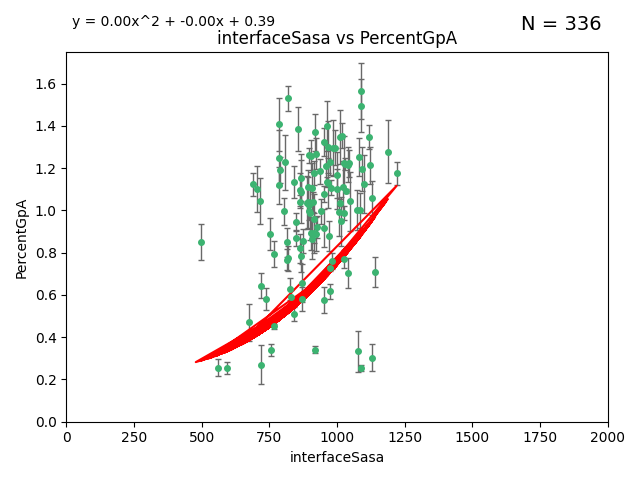 y = 0.00x^2 + -0.00x + 0.39
N = 336
interfaceSasa vs PercentGpA
PercentGpA
1.6
1.4
1.2
1.0
0.8
0.6
0.4
0.2
0.0
0 250 500 750 1000 1250 1500 1750 2000
interfaceSasa